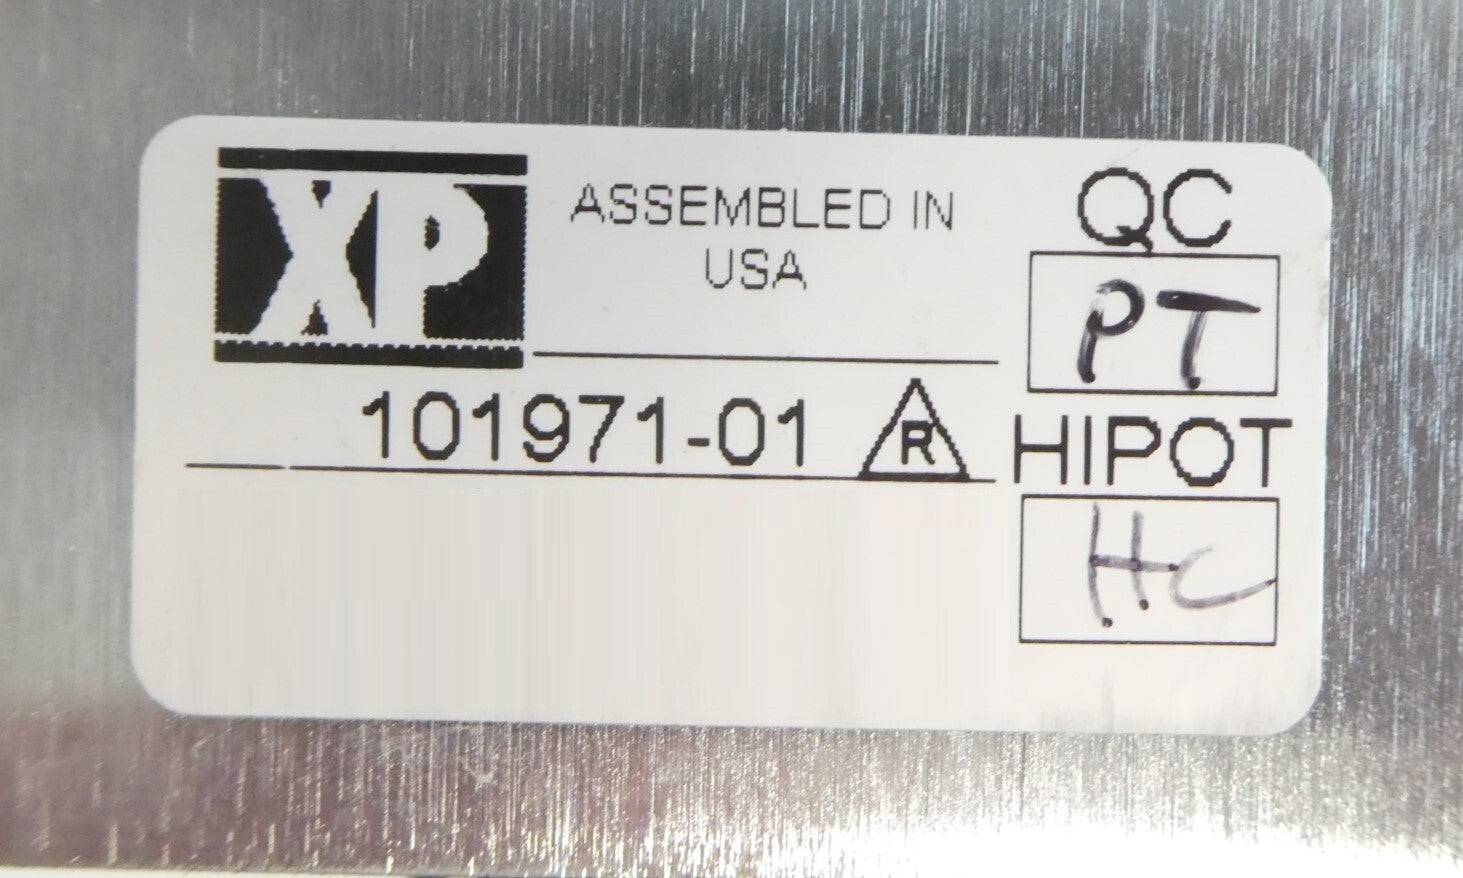 XP
ASSEMBLED IN
USA
101971-01 R
QC
PT
HIPOT
HC